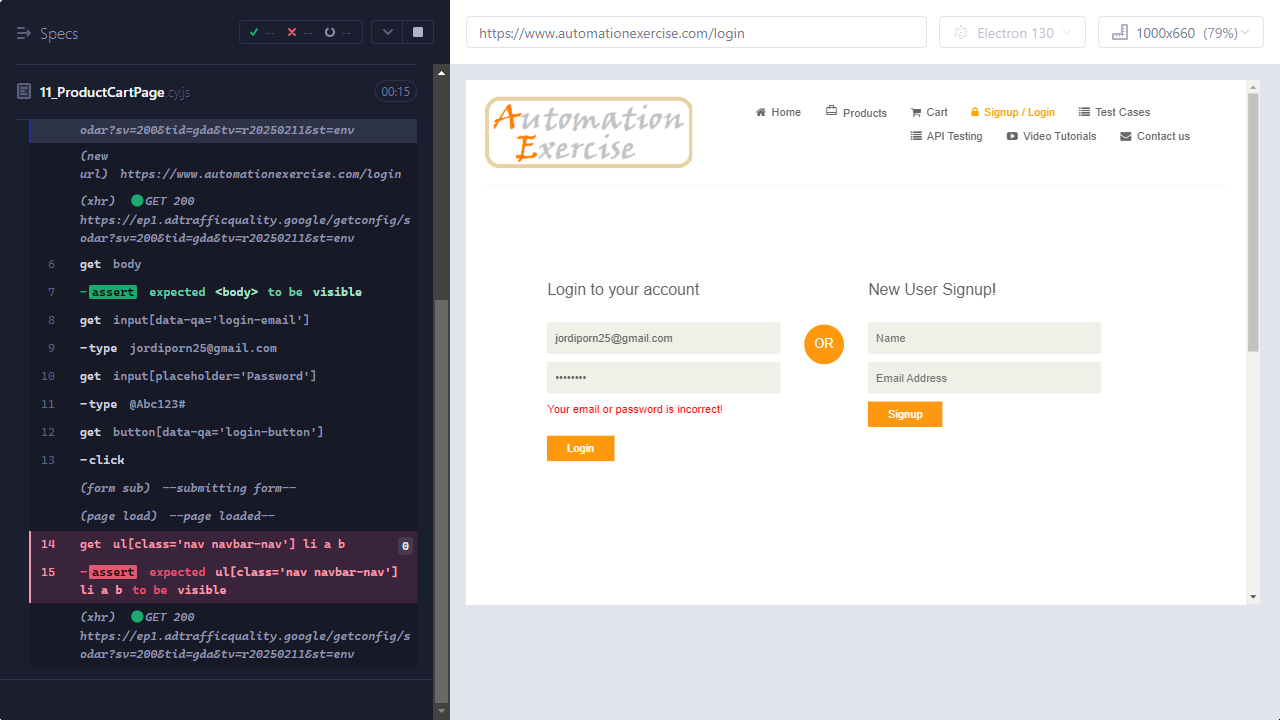 Specs
-- -- --
11_ProductCartPage.cy.js
00:15
odar?sv=200&tid=gda&tv=r20250211&st=env
(new
url) https://www.automationexercise.com/login
(xhr) GET 200
https://ep1.adtrafficquality.google/getconfig/s
odar?sv=200&tid=gda&tv=r20250211&st=env
6 get body
7 -assert expected <body> to be visible
8 get input[data-qa='login-email']
9 -type jordiporn25@gmail.com
10 get input[placeholder='Password']
11 -type @Abc123#
12 get button[data-qa='login-button']
13 -click
(form sub) --submitting form--
(page load) --page loaded--
14 get ul[class='nav navbar-nav'] li a b 0
15 -assert expected ul[class='nav navbar-nav']
li a b to be visible
(xhr) GET 200
https://ep1.adtrafficquality.google/getconfig/s
odar?sv=200&tid=gda&tv=r20250211&st=env
https://www.automationexercise.com/login
Electron 130
1000x660 (79%)
Automation
Exercise
Home Products Cart Signup / Login Test Cases
API Testing Video Tutorials Contact us
Login to your account
jordiporn25@gmail.com
••••••••
Your email or password is incorrect!
Login
OR
New User Signup!
Name
Email Address
Signup